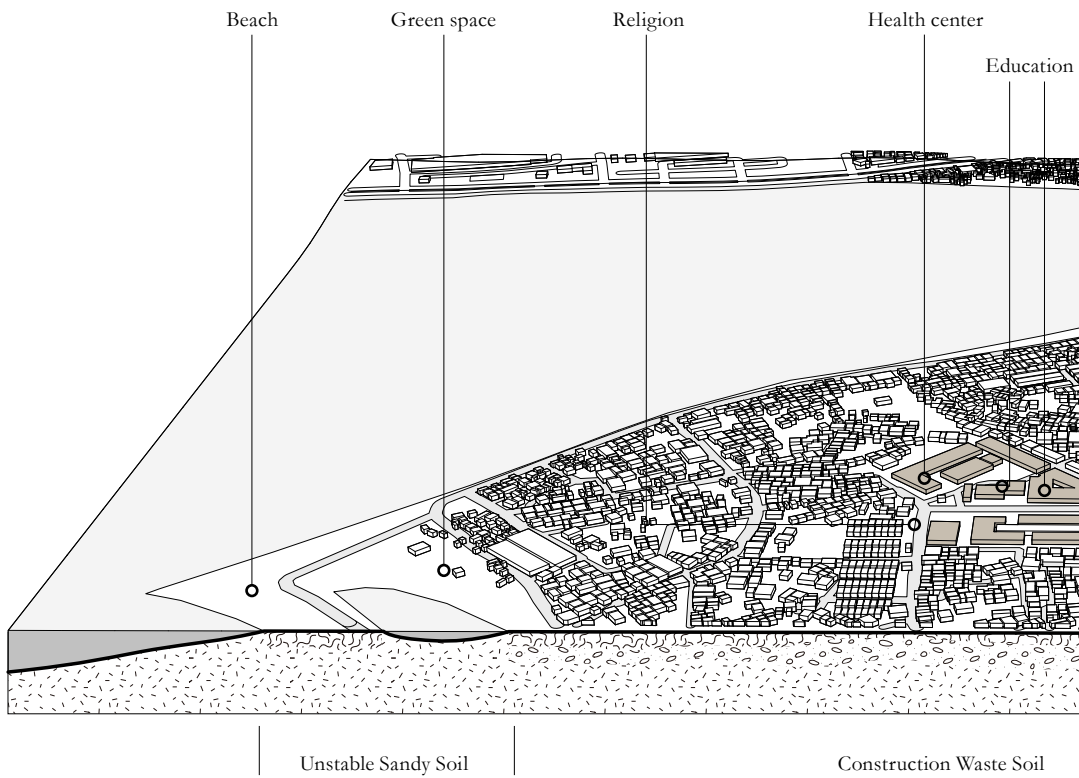 Beach
Green space
Religion
Health center
Education
Unstable Sandy Soil
Construction Waste Soil